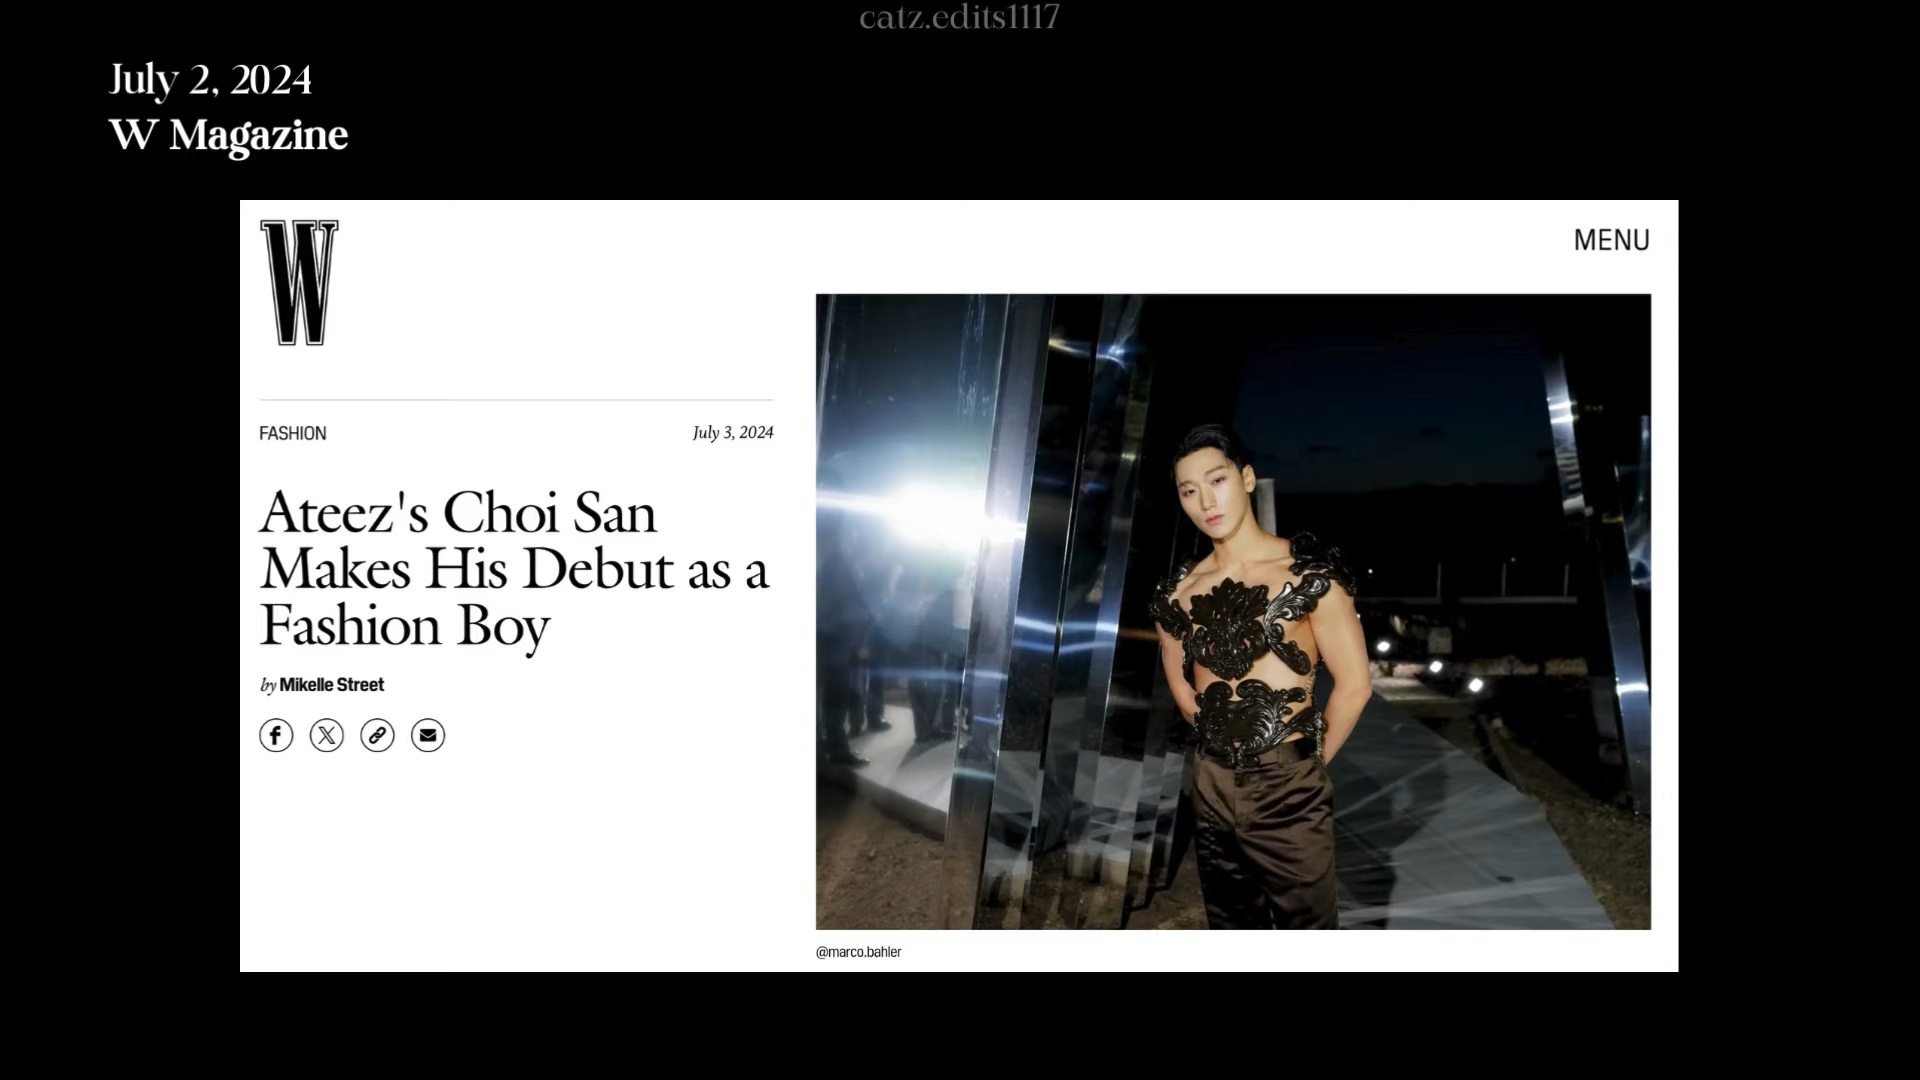 catz.edits1117
July 2, 2024
W Magazine
W
MENU
FASHION
July 3, 2024
Ateez's Choi San
Makes His Debut as a
Fashion Boy
by Mikelle Street
@marco.bahler